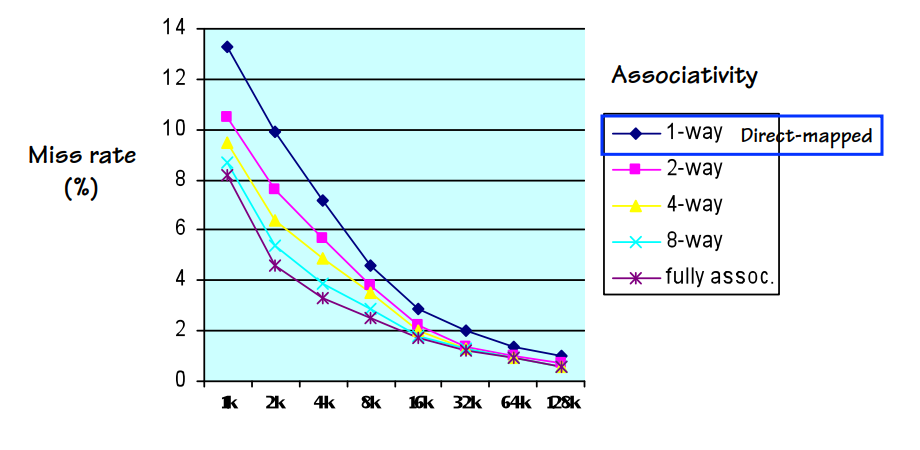 14
12
10
8
6
4
2
0
Miss rate
(%)
1k 2k 4k 8k 16k 32k 64k 128k
Associativity
1-way Direct-mapped
2-way
4-way
8-way
fully assoc.